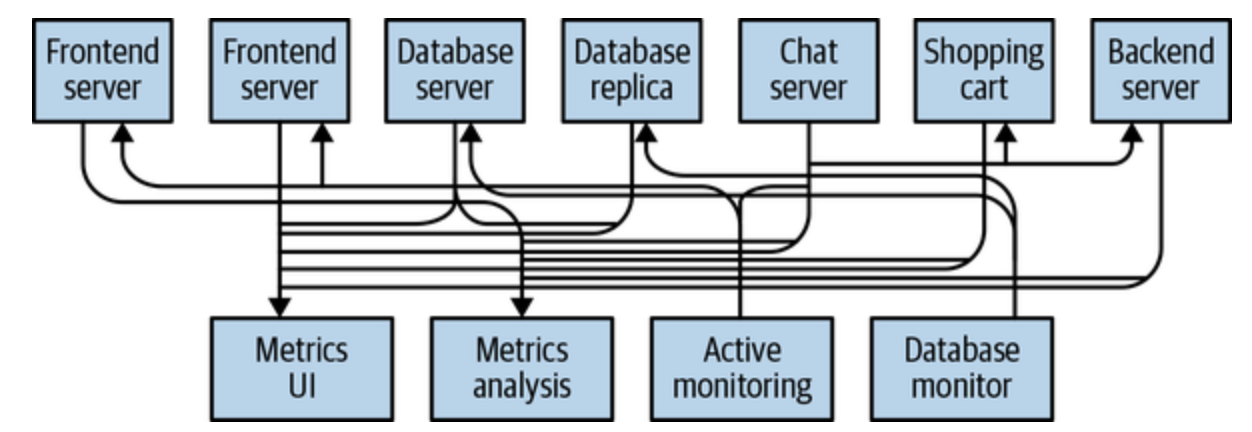 Frontend
server
Frontend
server
Database
server
Database
replica
Chat
server
Shopping
cart
Backend
server
Metrics
UI
Metrics
analysis
Active
monitoring
Database
monitor